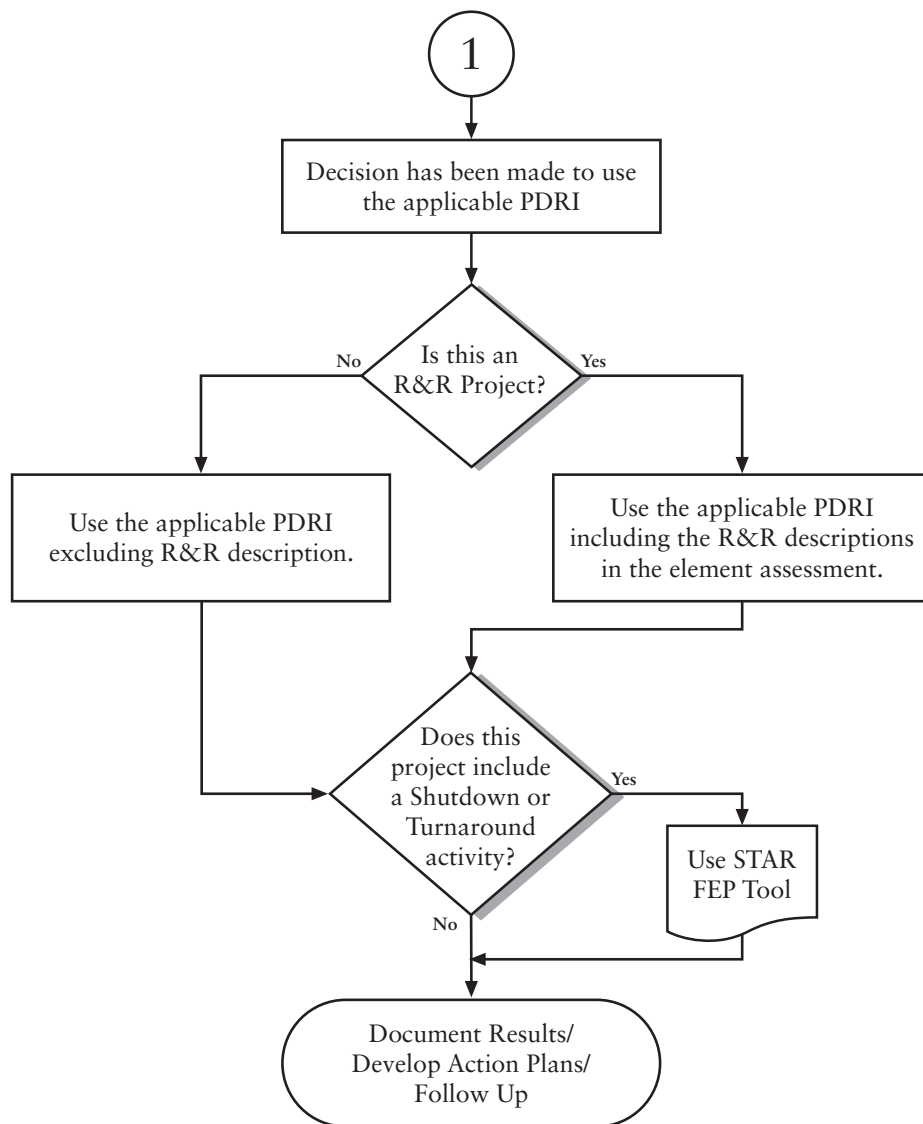 1
Decision has been made to use
the applicable PDRI
Is this an
R&R Project?
No
Yes
Use the applicable PDRI
excluding R&R description.
Use the applicable PDRI
including the R&R descriptions
in the element assessment.
Does this
project include
a Shutdown or
Turnaround
activity?
Yes
No
Use STAR
FEP Tool
Document Results/
Develop Action Plans/
Follow Up